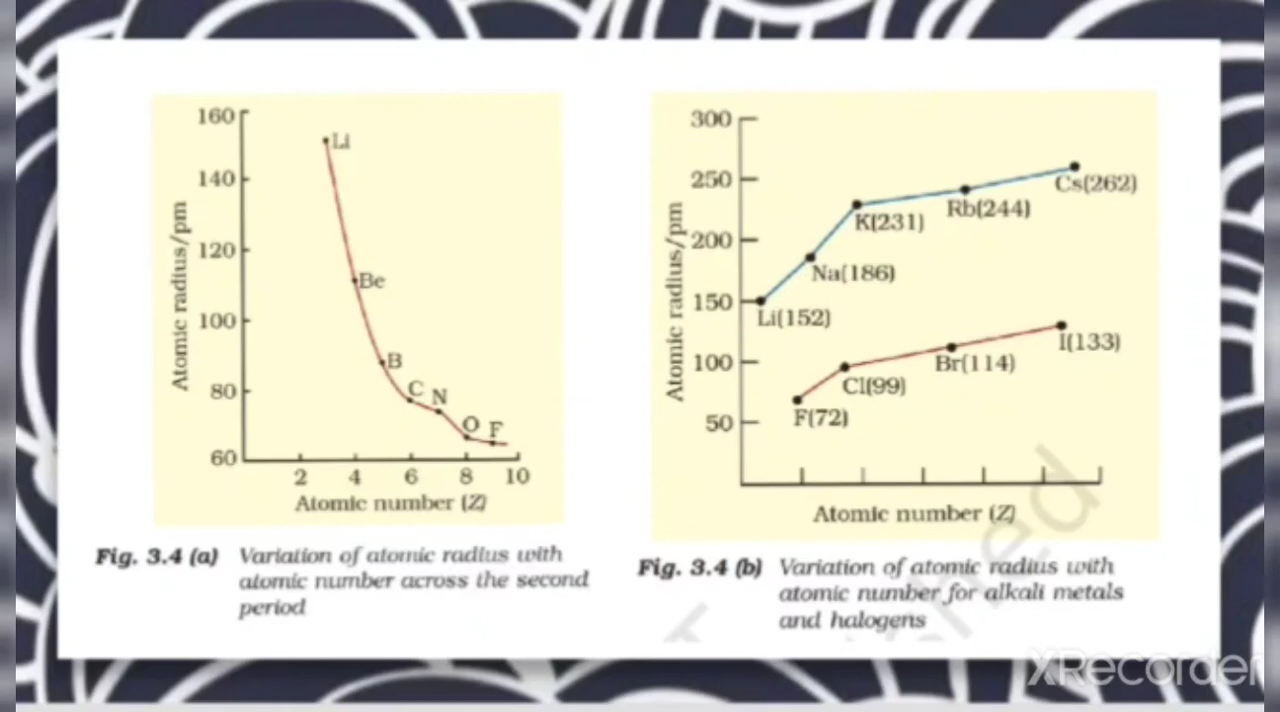 160
140
120
100
80
60
Atomic radius/pm
Li
Be
B
C N
O F
2 4 6 8 10
Atomic number (Z)
Fig. 3.4 (a) Variation of atomic radius with
atomic number across the second
period
300
250
200
150
100
50
Atomic radius/pm
Cs(262)
Rb(244)
K(231)
Na(186)
Li(152)
I(133)
Br(114)
Cl(99)
F(72)
Atomic number (Z)
Fig. 3.4 (b) Variation of atomic radius with
atomic number for alkali metals
and halogens
XRecorder